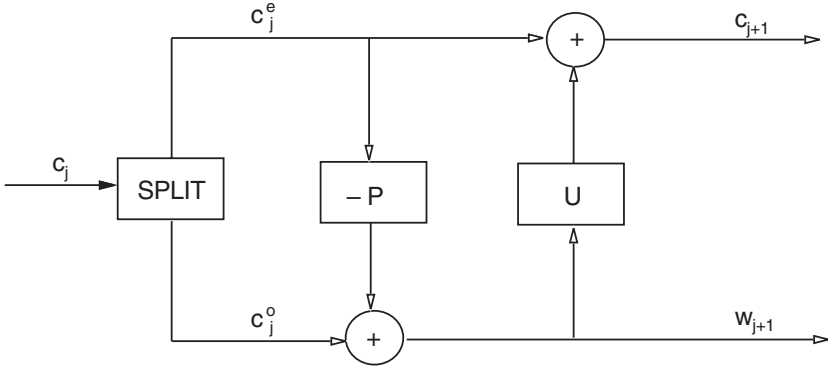 c_j^e
c_{j+1}
+
c_j
SPLIT
– P
U
c_j^o
+
w_{j+1}